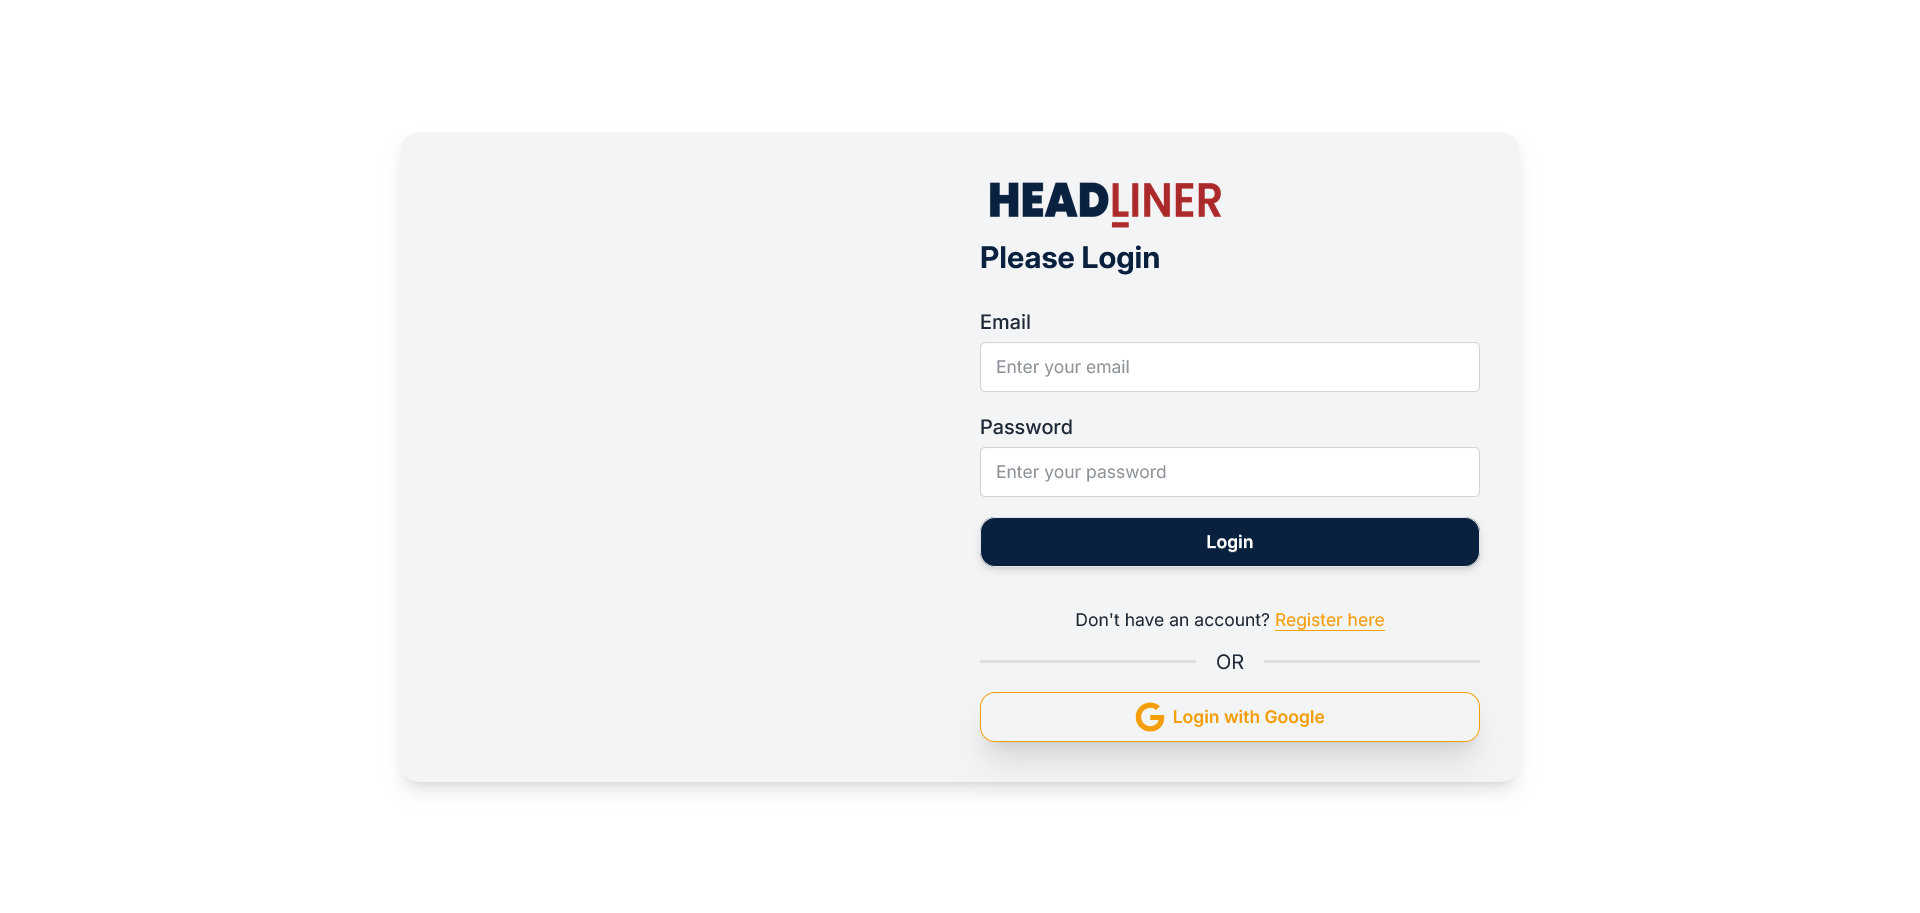 HEADLINER
Please Login
Email
Enter your email
Password
Enter your password
Login
Don't have an account? Register here
OR
Login with Google